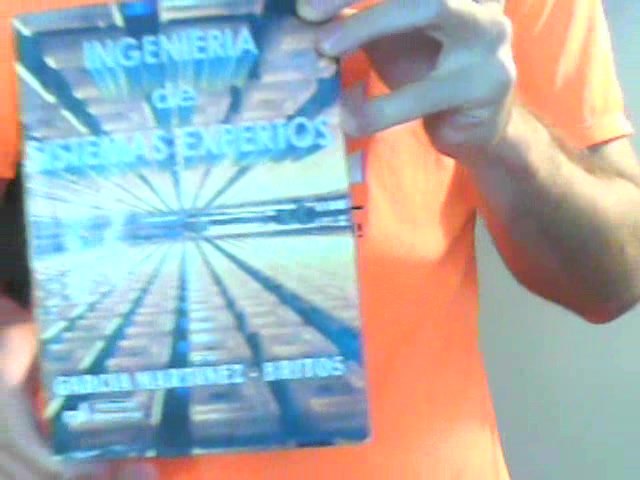 INGENIERIA
de
SISTEMAS EXPERTOS
GARCIA MARTINEZ - BRITOS